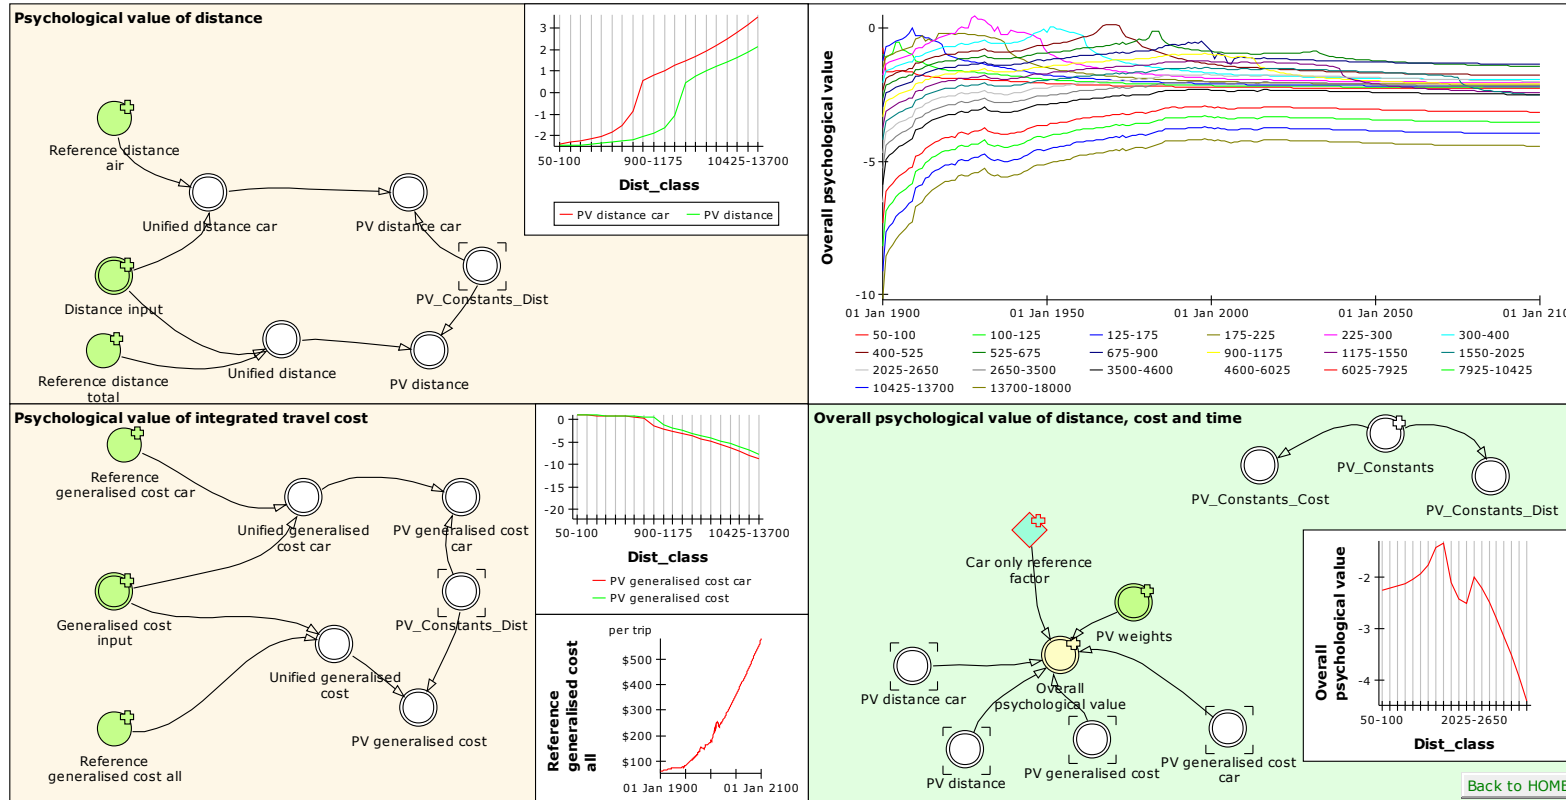 Psychological value of distance
Reference distance
air
Unified distance car
PV distance car
PV_Constants_Dist
Distance input
Reference distance
total
Unified distance
PV distance
3
2
1
0
-1
-2
50-100
900-1175
10425-13700
Dist_class
PV distance car
PV distance
Overall psychological value
0
-5
-10
01 Jan 1900
01 Jan 1950
01 Jan 2000
01 Jan 2050
01 Jan 210
50-100
100-125
125-175
175-225
225-300
300-400
400-525
525-675
675-900
900-1175
1175-1550
1550-2025
2025-2650
2650-3500
3500-4600
4600-6025
6025-7925
7925-10425
10425-13700
13700-18000
Psychological value of integrated travel cost
Reference
generalised cost car
Unified generalised
cost car
PV generalised cost
car
Generalised cost
input
PV_Constants_Dist
Unified generalised
cost
PV generalised cost
Reference
generalised cost all
0
-5
-10
-15
-20
50-100
900-1175
10425-13700
Dist_class
PV generalised cost car
PV generalised cost
per trip
Reference
generalised cost
all
$500
$400
$300
$200
$100
01 Jan 1900
01 Jan 2100
Overall psychological value of distance, cost and time
PV_Constants
PV_Constants_Cost
PV_Constants_Dist
Car only reference
factor
PV weights
PV distance car
Overall
psychological value
PV distance
PV generalised cost
PV generalised cost
car
Overall
psychological value
-2
-3
-4
50-100
2025-2650
Dist_class
Back to HOME